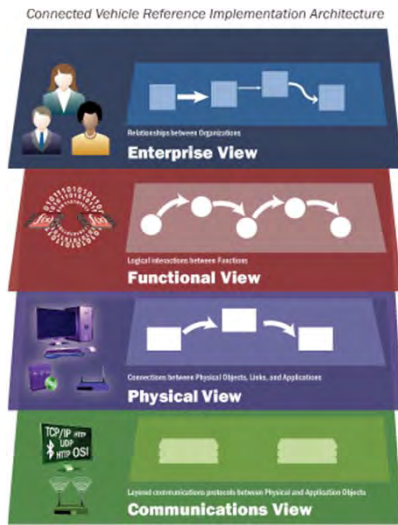 Connected Vehicle Reference Implementation Architecture
Relationships between Organizations
Enterprise View
Logical interactions between Functions
Functional View
Connections between Physical Objects, Links, and Applications
Physical View
TCP/IP HTTP
UDP
HTTP OSI
Layered communications protocols between Physical and Application Objects
Communications View